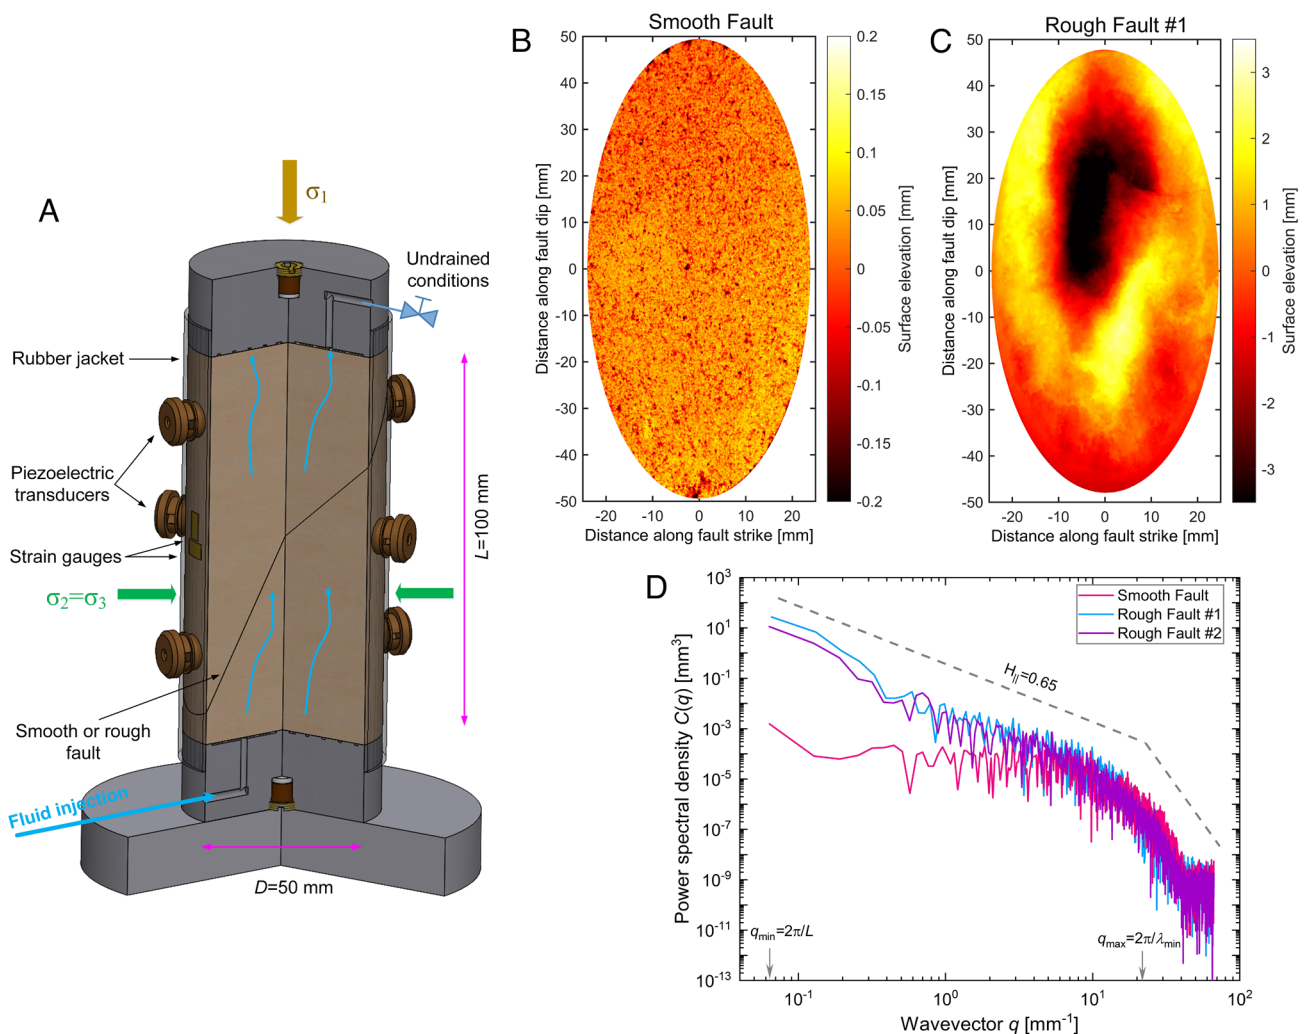 A
σ1
Undrained
conditions
Rubber jacket
Piezoelectric
transducers
Strain gauges
σ2=σ3
L=100 mm
Smooth or rough
fault
Fluid injection
D=50 mm
B
Smooth Fault
50
40
30
20
10
0
-10
-20
-30
-40
-50
Distance along fault dip [mm]
-20 -10 0 10 20
Distance along fault strike [mm]
0.2
0.15
0.1
0.05
0
-0.05
-0.1
-0.15
-0.2
Surface elevation [mm]
C
Rough Fault #1
50
40
30
20
10
0
-10
-20
-30
-40
-50
Distance along fault dip [mm]
-20 -10 0 10 20
Distance along fault strike [mm]
3
2
1
0
-1
-2
-3
Surface elevation [mm]
D
10^3
10^1
10^-1
10^-3
10^-5
10^-7
10^-9
10^-11
10^-13
Power spectral density C(q) [mm^3]
Smooth Fault
Rough Fault #1
Rough Fault #2
H||=0.65
qmin=2π/L
qmax=2π/λmin
10^-1 10^0 10^1 10^2
Wavevector q [mm^-1]